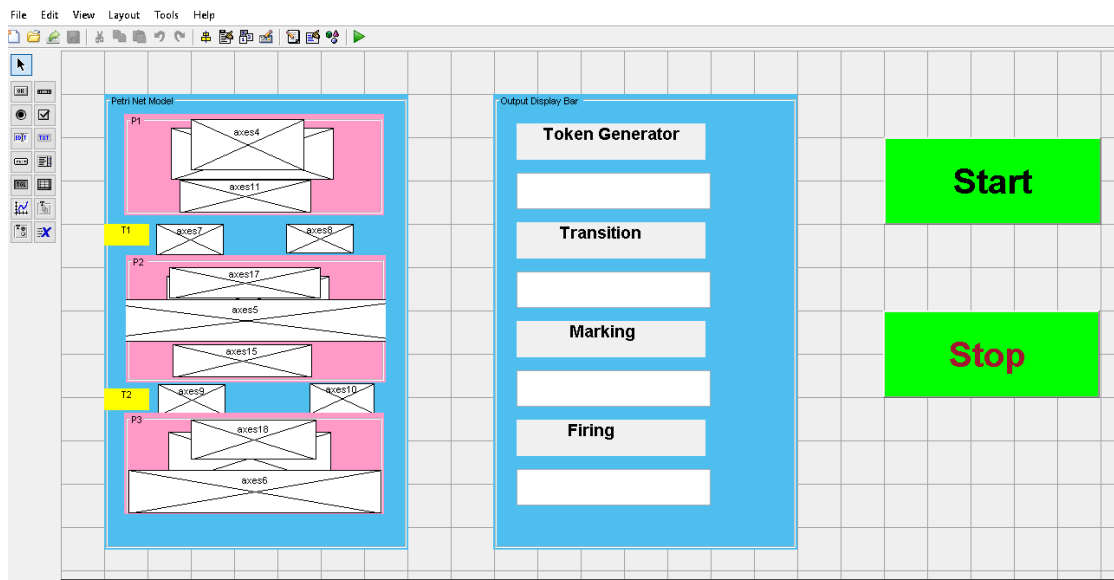 File Edit View Layout Tools Help
Petri Net Model
P1
axes4
axes11
T1
axes7
axes8
P2
axes17
axes5
axes15
T2
axes9
axes10
P3
axes18
axes6
Output Display Bar
Token Generator
Transition
Marking
Firing
Start
Stop